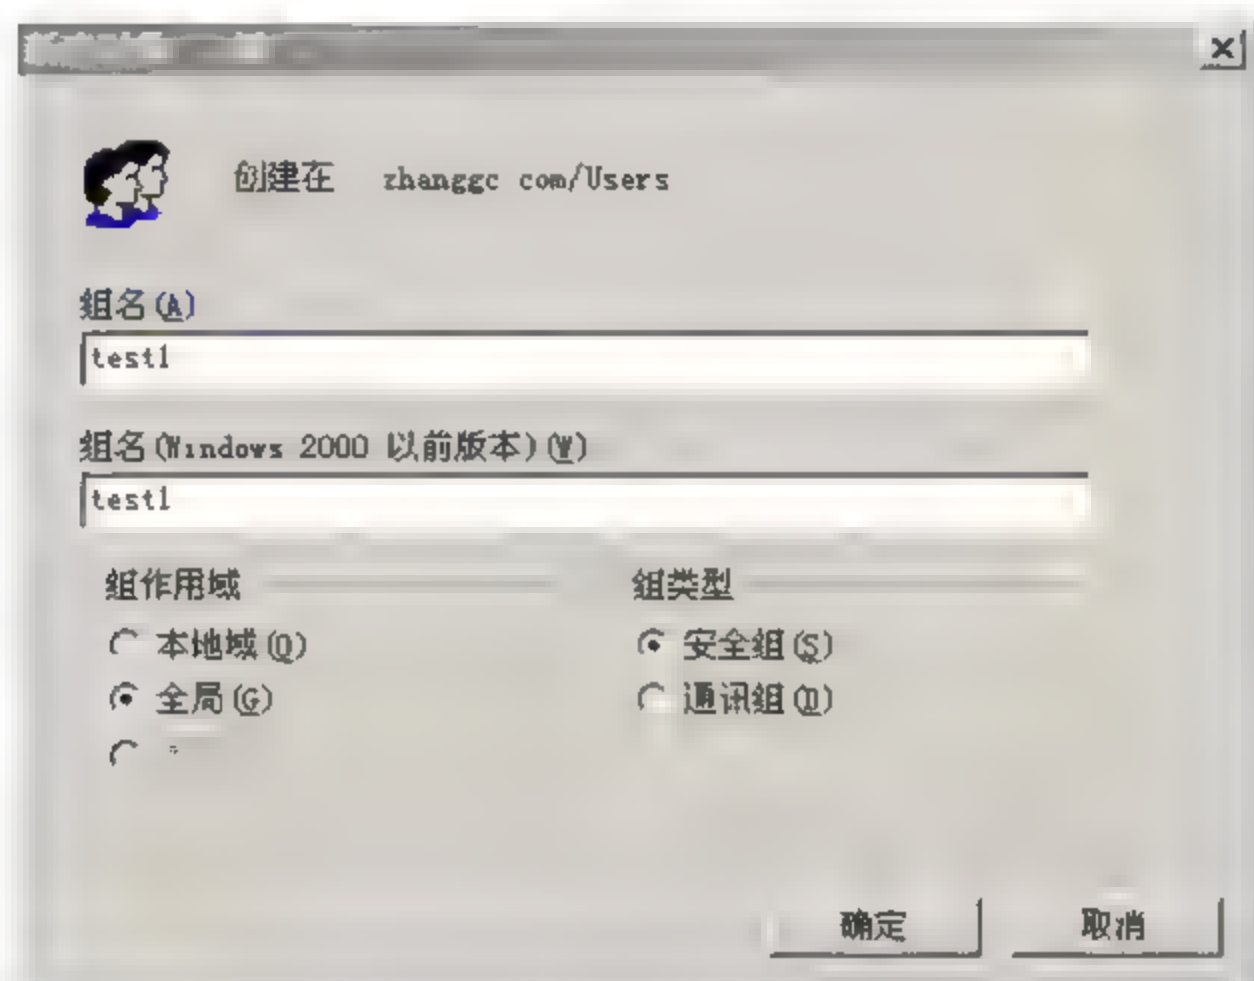 创建在 zhanggc com/Users
组名(A)
test1
组名(Windows 2000 以前版本)(W)
test1
组作用域
组类型
本地域(O)
安全组(S)
全局(G)
通讯组(D)
确定
取消